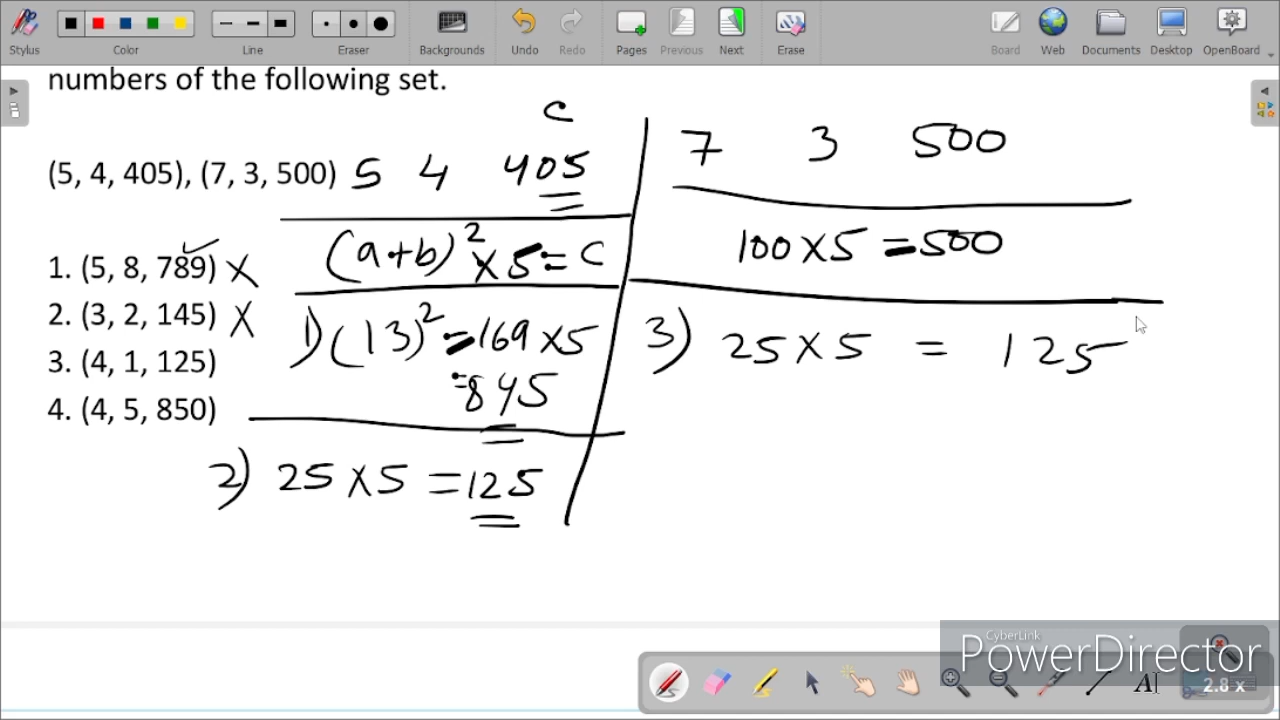 Stylus Color Line Eraser Backgrounds Undo Redo Pages Previous Next Erase Board Web Documents Desktop OpenBoard
numbers of the following set.
C
(5, 4, 405), (7, 3, 500) 5 4 405
7 3 500
(a+b)² × 5 = C
100 × 5 = 500
1. (5, 8, 789) X
2. (3, 2, 145) X
3. (4, 1, 125)
4. (4, 5, 850)
1) (13)² = 169 × 5
= 845
2) 25 × 5 = 125
3) 25 × 5 = 125
CyberLink
PowerDirector
2.8 x